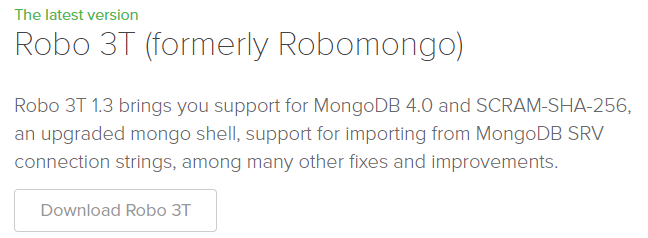 The latest version
Robo 3T (formerly Robomongo)
Robo 3T 1.3 brings you support for MongoDB 4.0 and SCRAM-SHA-256,
an upgraded mongo shell, support for importing from MongoDB SRV
connection strings, among many other fixes and improvements.
Download Robo 3T